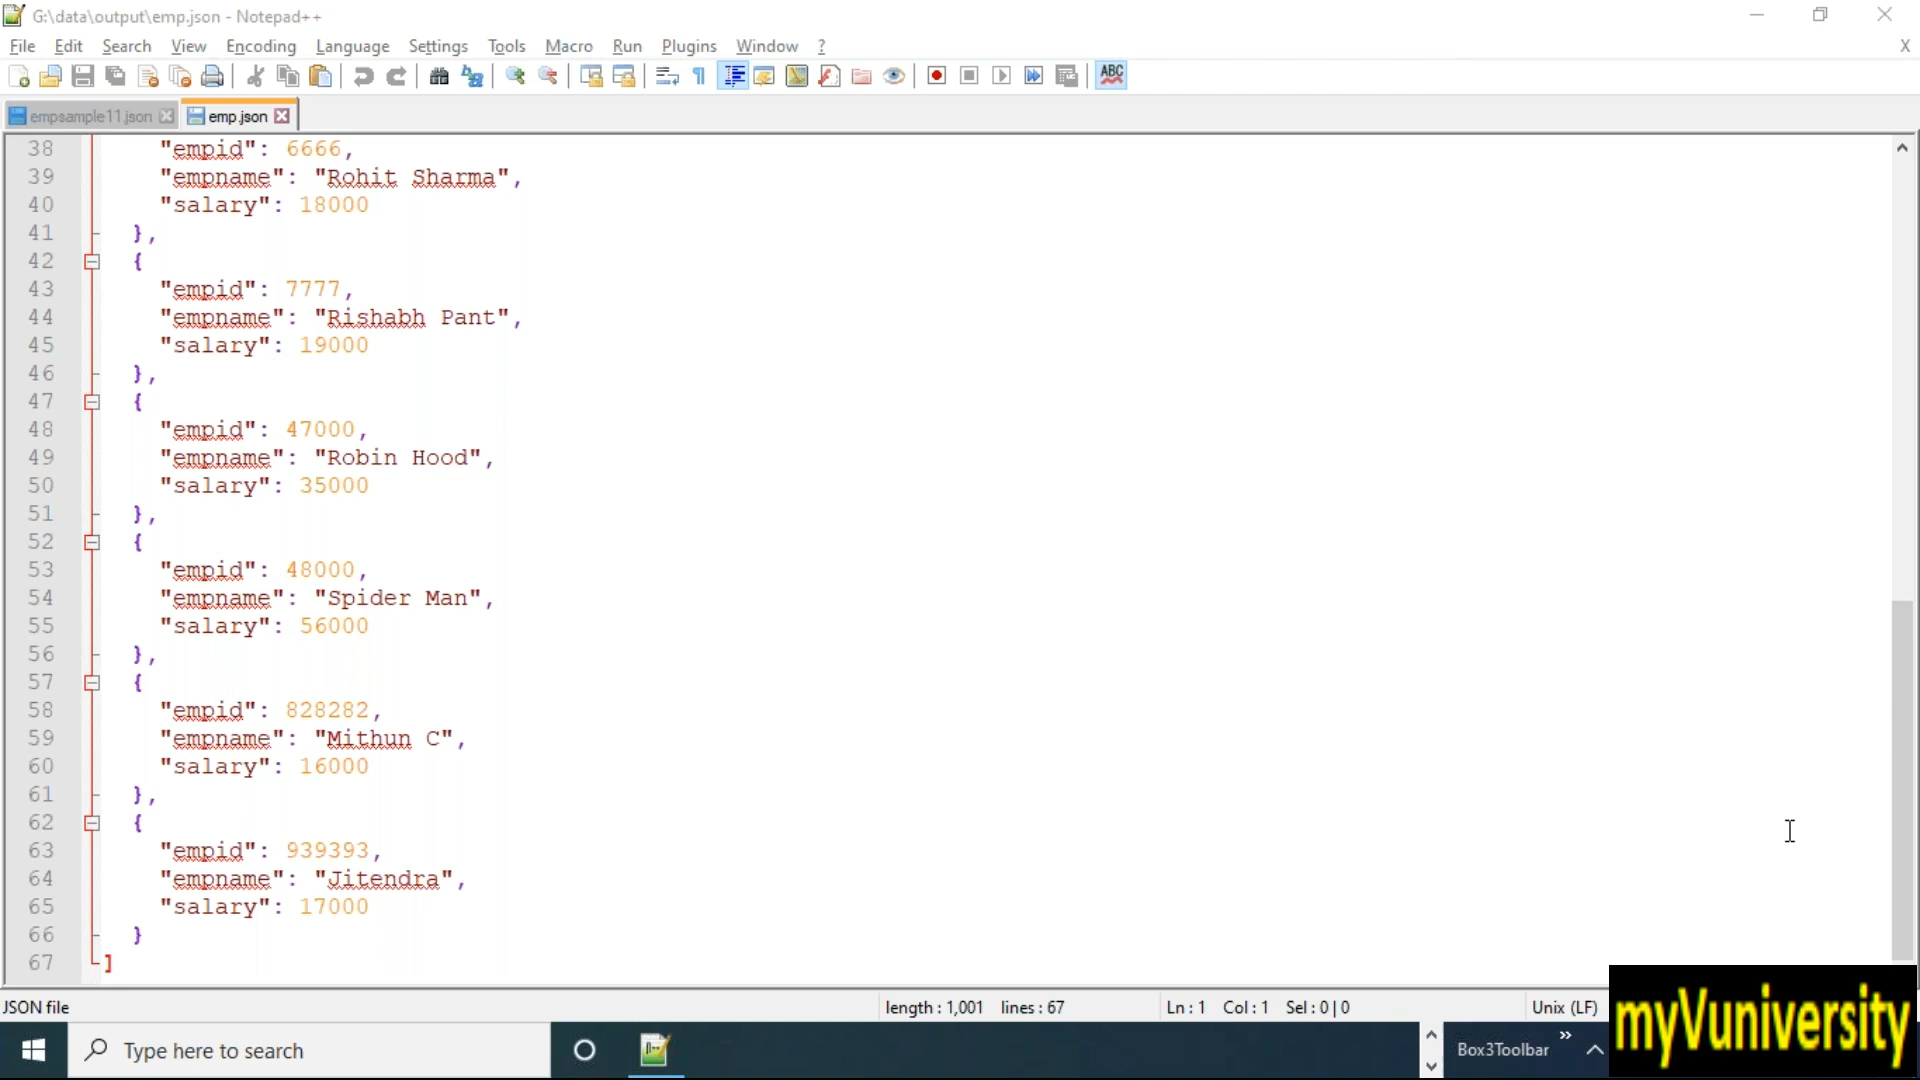 G:\data\output\emp.json - Notepad++
File Edit Search View Encoding Language Settings Tools Macro Run Plugins Window ? X
ABC
empsample11.json emp.json
38 "empid": 6666,
39 "empname": "Rohit Sharma",
40 "salary": 18000
41 },
42 {
43 "empid": 7777,
44 "empname": "Rishabh Pant",
45 "salary": 19000
46 },
47 {
48 "empid": 47000,
49 "empname": "Robin Hood",
50 "salary": 35000
51 },
52 {
53 "empid": 48000,
54 "empname": "Spider Man",
55 "salary": 56000
56 },
57 {
58 "empid": 828282,
59 "empname": "Mithun C",
60 "salary": 16000
61 },
62 {
63 "empid": 939393,
64 "empname": "Jitendra",
65 "salary": 17000
66 }
67 ]
JSON file length : 1,001 lines : 67 Ln : 1 Col : 1 Sel : 0 | 0 Unix (LF)
Type here to search Box3Toolbar
myVuniversity